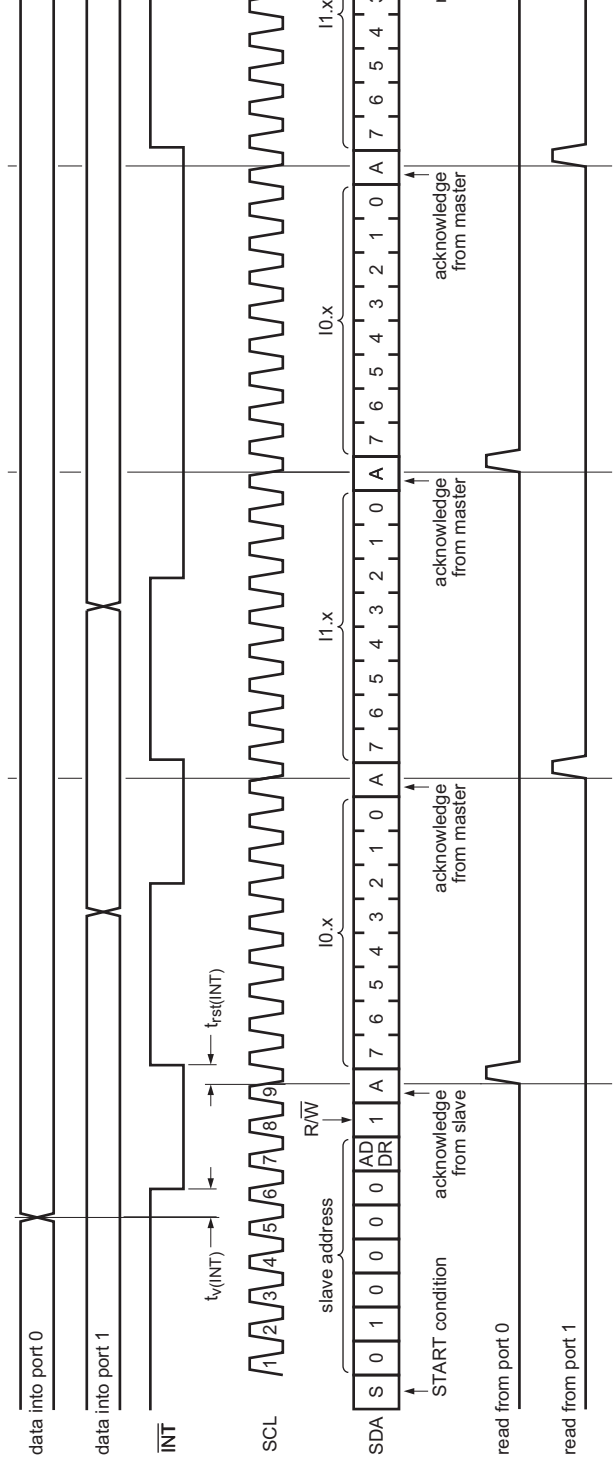 data into port 0
data into port 1
INT
t_v(INT)
t_rst(INT)
SCL
1 2 3 4 5 6 7 8 9
slave address
R/W
I0.x
I1.x
I0.x
I1.x
SDA
S 0 1 0 0 0 0 AD DR 1 A 7 6 5 4 3 2 1 0 A 7 6 5 4 3 2 1 0 A 7 6 5 4 3 2 1 0 A 7 6 5 4
START condition
acknowledge
from slave
acknowledge
from master
acknowledge
from master
acknowledge
from master
read from port 0
read from port 1